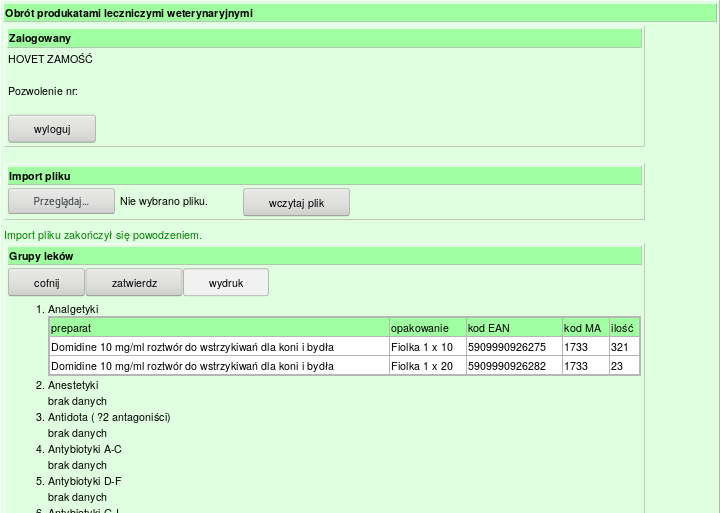 Obrót produkatami leczniczymi weterynaryjnymi
Zalogowany
HOVET ZAMOŚĆ
Pozwolenie nr:
wyloguj
Import pliku
Przeglądaj... Nie wybrano pliku. wczytaj plik
Import pliku zakończył się powodzeniem.
Grupy leków
cofnij zatwierdz wydruk
1. Analgetyki
preparat opakowanie kod EAN kod MA ilość
Domidine 10 mg/ml roztwór do wstrzykiwań dla koni i bydła Fiolka 1 x 10 5909990926275 1733 321
Domidine 10 mg/ml roztwór do wstrzykiwań dla koni i bydła Fiolka 1 x 20 5909990926282 1733 23
2. Anestetyki
brak danych
3. Antidota ( ?2 antagoniści)
brak danych
4. Antybiotyki A-C
brak danych
5. Antybiotyki D-F
brak danych
6. Antybiotyki